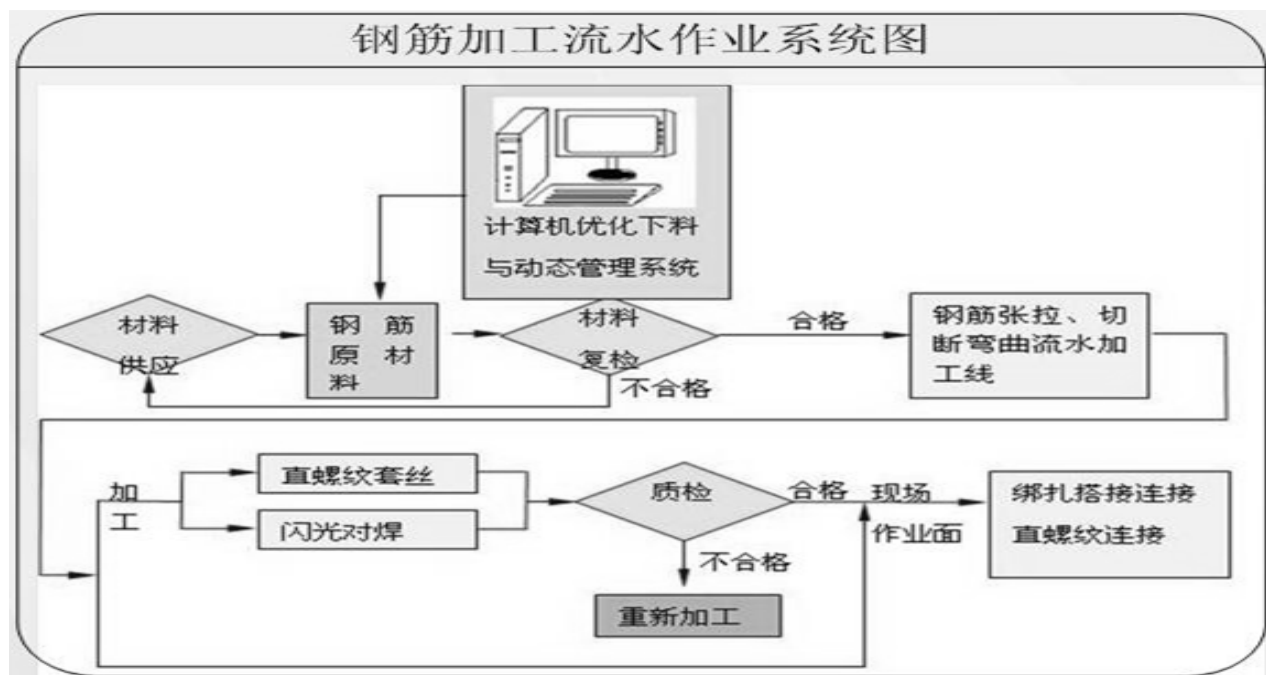 钢筋加工流水作业系统图
计算机优化下料
与动态管理系统
材料
供应
钢 筋
原 材
料
材料
复检
合格
不合格
钢筋张拉、切
断弯曲流水加
工线
加
工
直螺纹套丝
闪光对焊
质检
合格
不合格
重新加工
现场
作业面
绑扎搭接连接
直螺纹连接